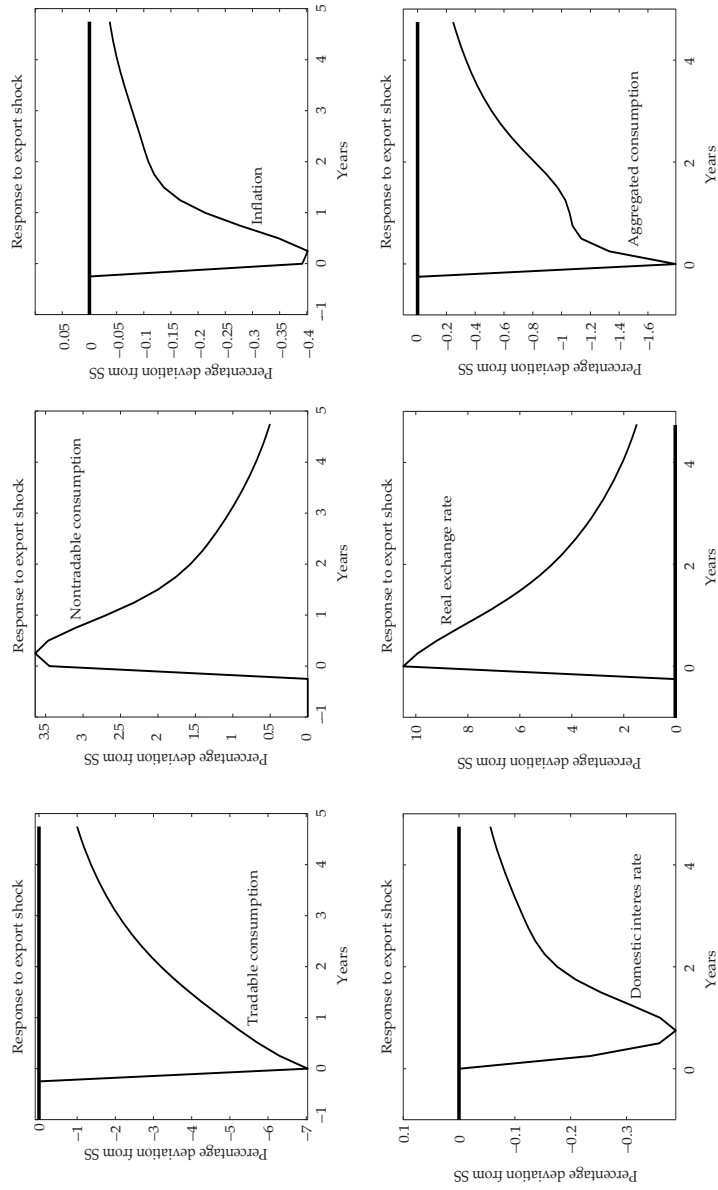 Response to export shock
Percentage deviation from SS
0
−1
−2
−3
−4
−5
−6
−7
Tradable consumption
−1 0 1 2 3 4 5
Years
Response to export shock
Percentage deviation from SS
3.5
3
2.5
2
1.5
1
0.5
0
Nontradable consumption
−1 0 1 2 3 4 5
Years
Response to export shock
Percentage deviation from SS
0.05
0
−0.05
−0.1
−0.15
−0.2
−0.25
−0.3
−0.35
−0.4
Inflation
−1 0 1 2 3 4 5
Years
Response to export shock
Percentage deviation from SS
0.1
0
−0.1
−0.2
−0.3
Domestic interes rate
0 2 4
Years
Response to export shock
Percentage deviation from SS
10
8
6
4
2
0
Real exchange rate
0 2 4
Years
Response to export shock
Percentage deviation from SS
0
−0.2
−0.4
−0.6
−0.8
−1
−1.2
−1.4
−1.6
Aggregated consumption
0 2 4
Years